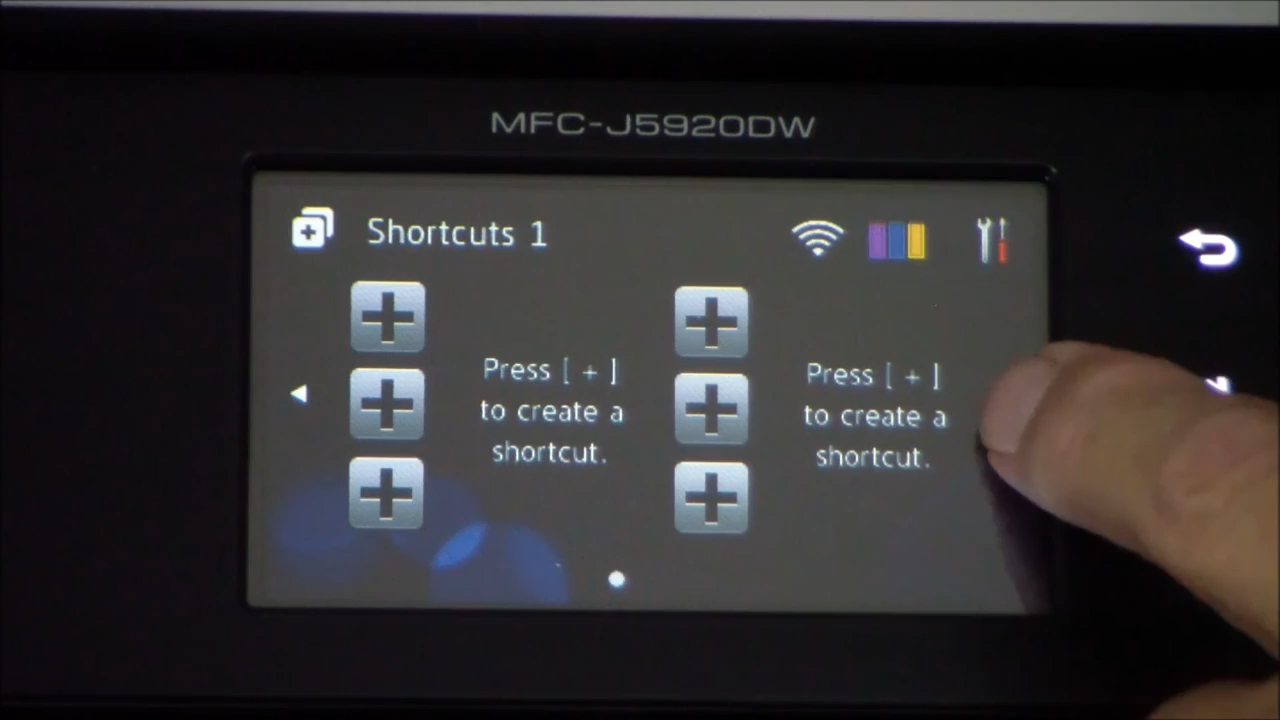 MFC-J5920DW
Shortcuts 1
Press [ + ]
to create a
shortcut.
Press [ + ]
to create a
shortcut.